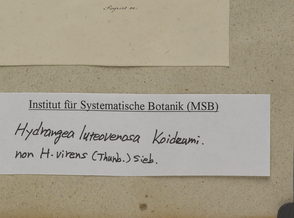 Institut für Systematische Botanik (MSB)
Hydrangea luteovenosa Koidzumi.
non H. virens (Thunb.) Sieb.